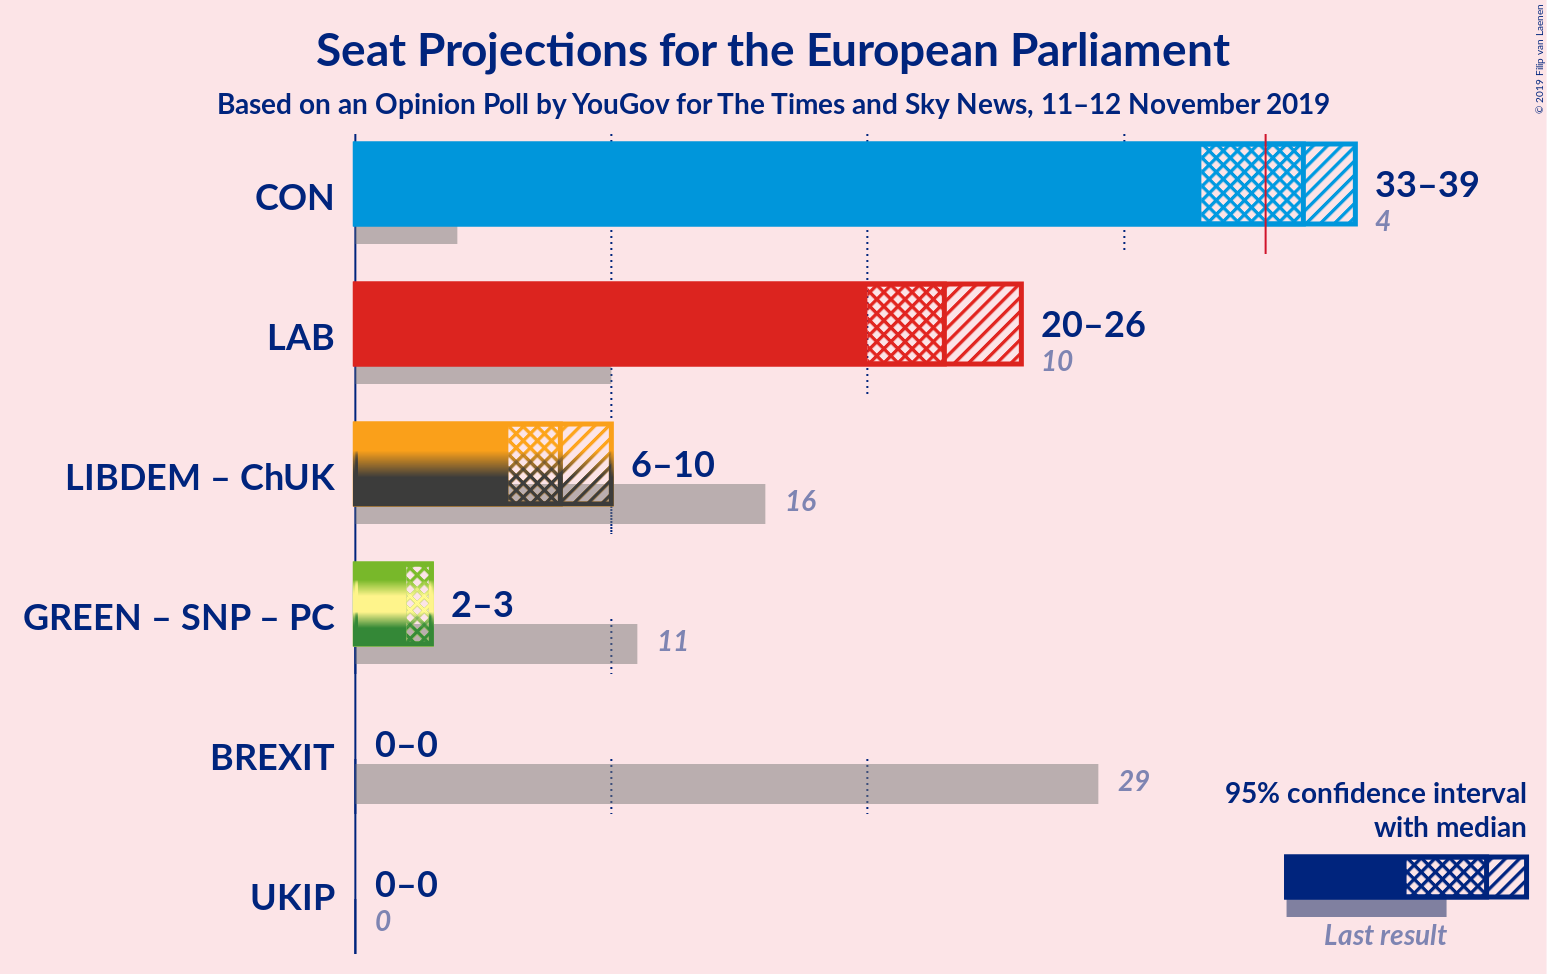 Seat Projections for the European Parliament
Based on an Opinion Poll by YouGov for The Times and Sky News, 11–12 November 2019
© 2019 Filip van Laenen
CON
33–39
4
LAB
20–26
10
LIBDEM – ChUK
6–10
16
GREEN – SNP – PC
2–3
11
BREXIT
0–0
29
UKIP
0–0
0
95% confidence interval
with median
Last result